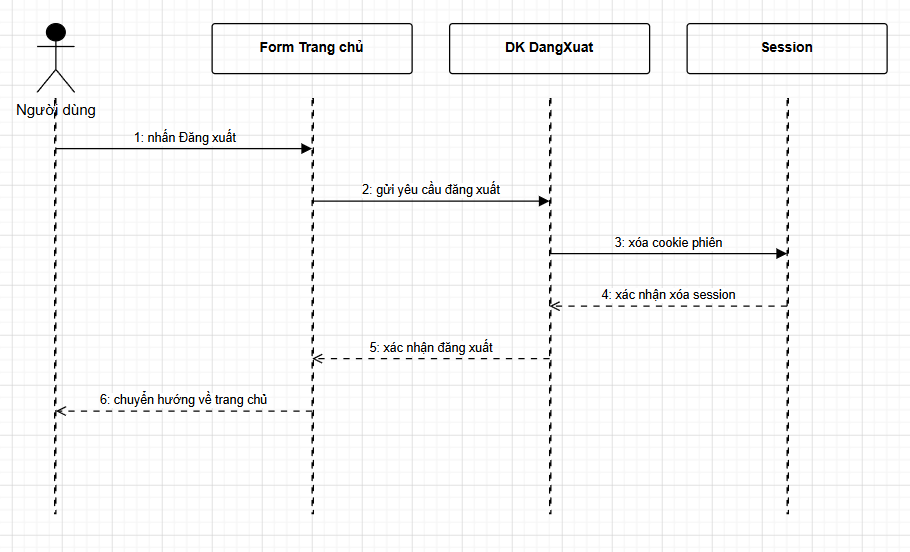 Form Trang chủ
DK DangXuat
Session
Người dùng
1: nhấn Đăng xuất
2: gửi yêu cầu đăng xuất
3: xóa cookie phiên
4: xác nhận xóa session
5: xác nhận đăng xuất
6: chuyển hướng về trang chủ